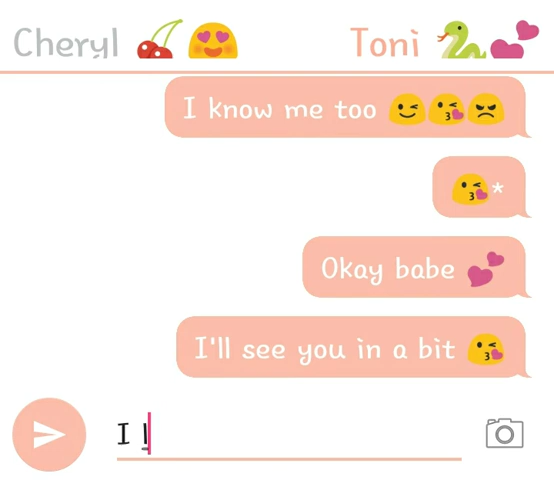 Cheryl 🍒😍 Toni 🐍💕
I know me too 😉😘😠
😘*
Okay babe 💕
I'll see you in a bit 😘
I l